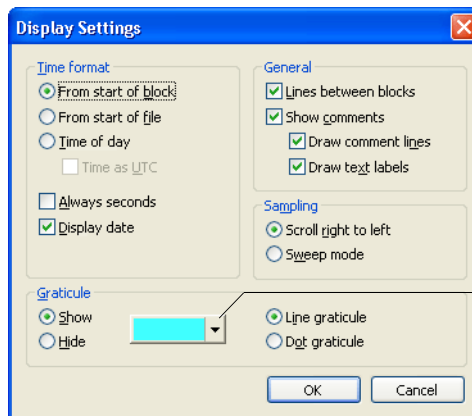 Display Settings
Time format
From start of block
From start of file
Time of day
Time as UTC
Always seconds
Display date
General
Lines between blocks
Show comments
Draw comment lines
Draw text labels
Sampling
Scroll right to left
Sweep mode
Graticule
Show
Hide
Line graticule
Dot graticule
OK
Cancel